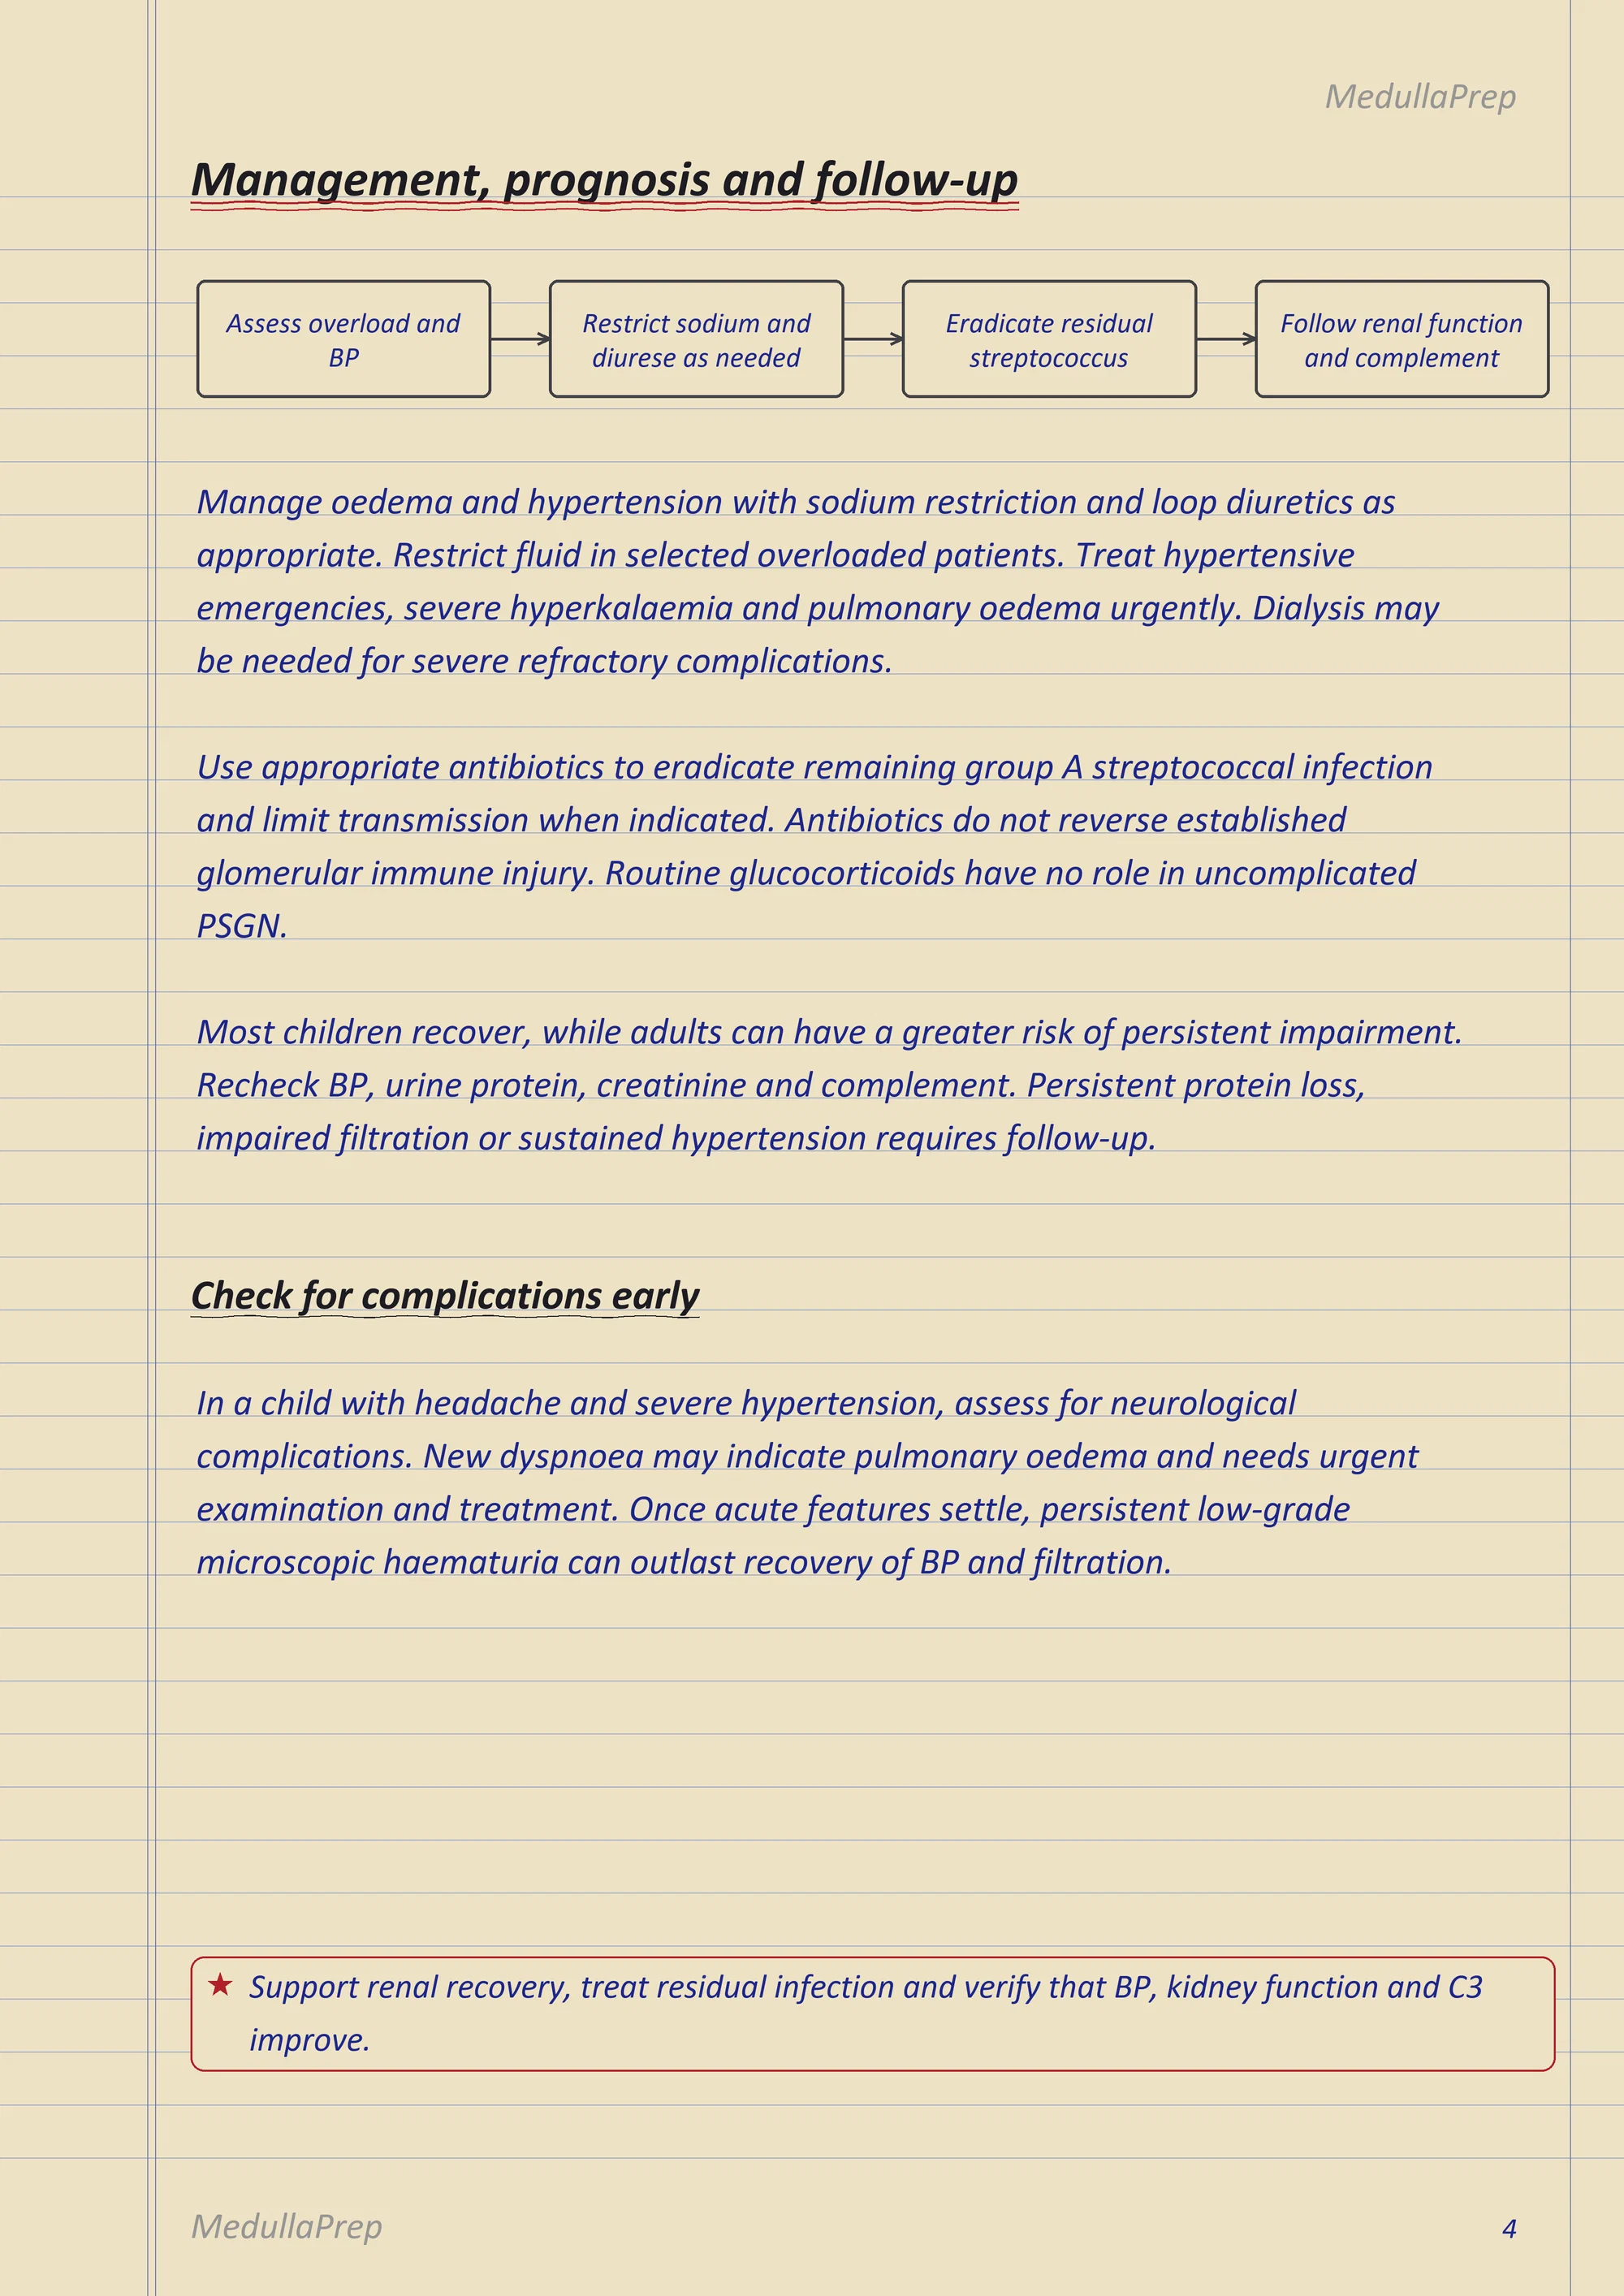 MedullaPrep
Management, prognosis and follow-up
Assess overload and
BP
Restrict sodium and
diurese as needed
Eradicate residual
streptococcus
Follow renal function
and complement
Manage oedema and hypertension with sodium restriction and loop diuretics as
appropriate. Restrict fluid in selected overloaded patients. Treat hypertensive
emergencies, severe hyperkalaemia and pulmonary oedema urgently. Dialysis may
be needed for severe refractory complications.
Use appropriate antibiotics to eradicate remaining group A streptococcal infection
and limit transmission when indicated. Antibiotics do not reverse established
glomerular immune injury. Routine glucocorticoids have no role in uncomplicated
PSGN.
Most children recover, while adults can have a greater risk of persistent impairment.
Recheck BP, urine protein, creatinine and complement. Persistent protein loss,
impaired filtration or sustained hypertension requires follow-up.
Check for complications early
In a child with headache and severe hypertension, assess for neurological
complications. New dyspnoea may indicate pulmonary oedema and needs urgent
examination and treatment. Once acute features settle, persistent low-grade
microscopic haematuria can outlast recovery of BP and filtration.
★ Support renal recovery, treat residual infection and verify that BP, kidney function and C3
improve.
MedullaPrep
4